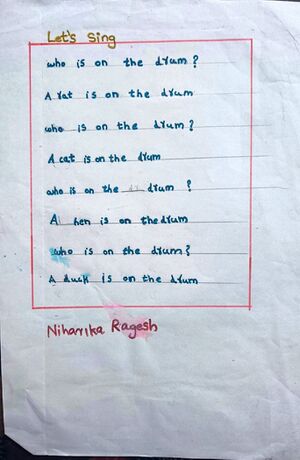 Let's Sing
who is on the drum?
A rat is on the drum
who is on the drum?
A cat is on the drum
who is on the drum ?
A hen is on the drum
who is on the drum?
A duck is on the drum
Niharika Ragesh